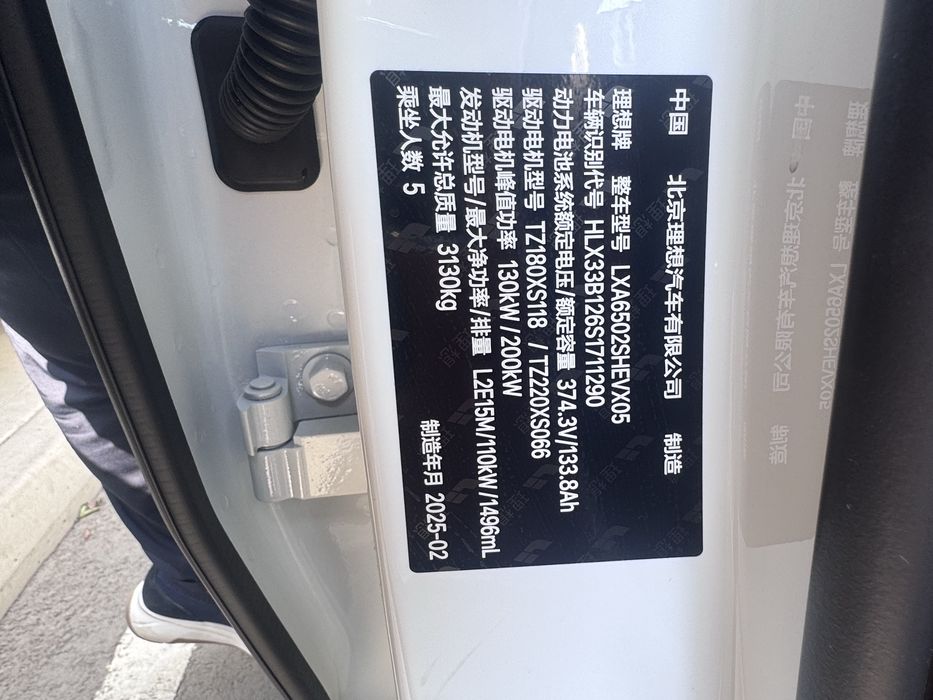 中国 北京理想汽车有限公司 制造
理想牌 整车型号 LXA6502SHEVX05
车辆识别代号 HLX33B126S1711290
动力电池系统额定电压/额定容量 374.3V/133.8Ah
驱动电机型号 TZ180XS118 / TZ220XS066
驱动电机峰值功率 130kW/200kW
发动机型号/最大净功率/排量 L2E15M/110kW/1496mL
最大允许总质量 3130kg
乘坐人数 5 制造年月 2025-02